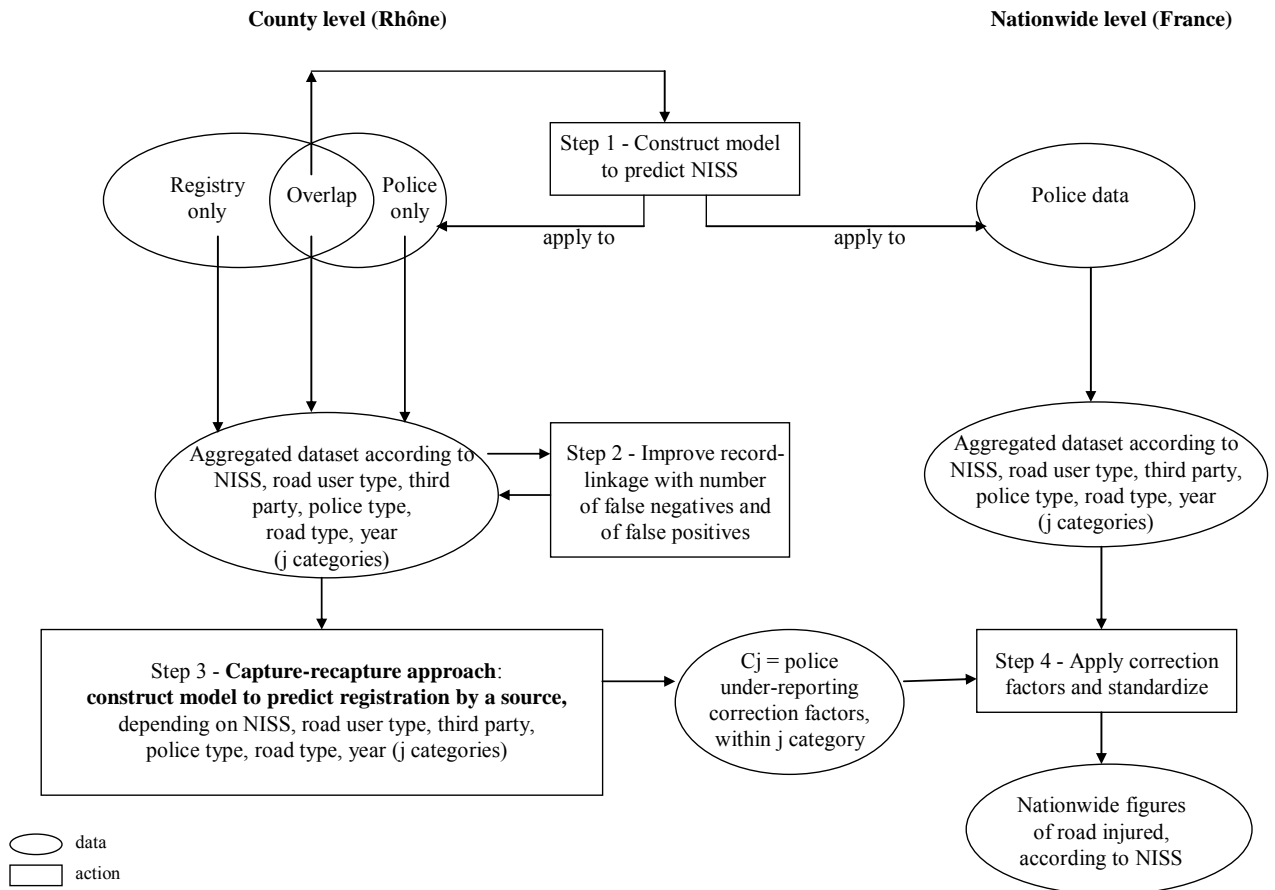 County level (Rhône)
Nationwide level (France)
Step 1 - Construct model
to predict NISS
Registry
only
Overlap
Police
only
Police data
apply to
apply to
Aggregated dataset according to
NISS, road user type, third
party, police type,
road type, year
(j categories)
Step 2 - Improve record-
linkage with number
of false negatives and
of false positives
Aggregated dataset according to
NISS, road user type, third party,
police type, road type, year
(j categories)
Step 3 - Capture-recapture approach:
construct model to predict registration by a source,
depending on NISS, road user type, third party,
police type, road type, year (j categories)
Cj = police
under-reporting
correction factors,
within j category
Step 4 - Apply correction
factors and standardize
Nationwide figures
of road injured,
according to NISS
data
action